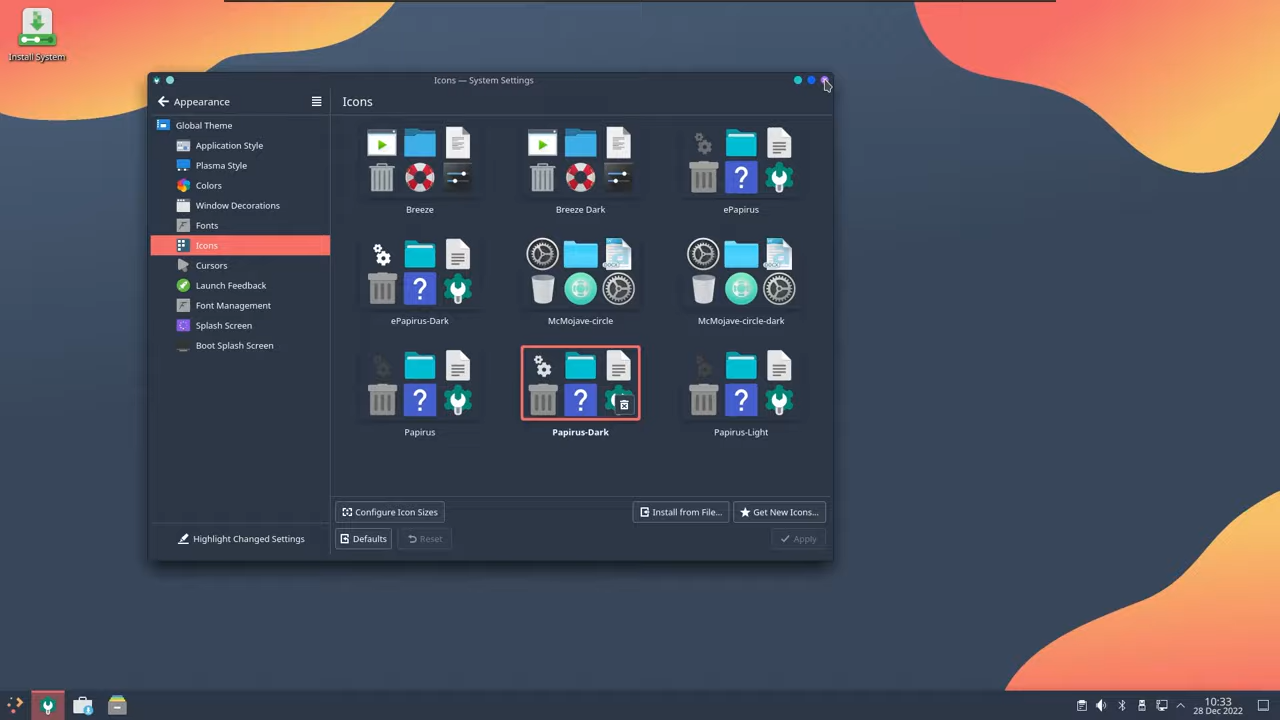 Install System
Icons — System Settings
Appearance
Icons
Global Theme
Application Style
Plasma Style
Colors
Window Decorations
Fonts
Icons
Cursors
Launch Feedback
Font Management
Splash Screen
Boot Splash Screen
Highlight Changed Settings
Breeze
Breeze Dark
ePapirus
ePapirus-Dark
McMojave-circle
McMojave-circle-dark
Papirus
Papirus-Dark
Papirus-Light
Configure Icon Sizes
Install from File...
Get New Icons...
Defaults
Reset
Apply
10:33
28 Dec 2022